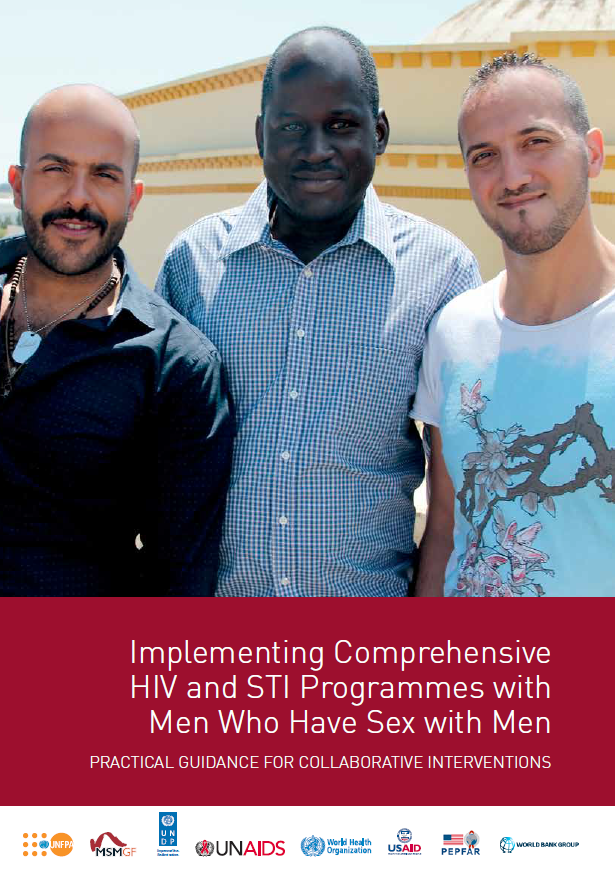 Implementing Comprehensive
HIV and STI Programmes with
Men Who Have Sex with Men
PRACTICAL GUIDANCE FOR COLLABORATIVE INTERVENTIONS
UNFPA
MSMGF
U N
D P
UNAIDS
World Health
Organization
USAID
PEPFAR
WORLD BANK GROUP